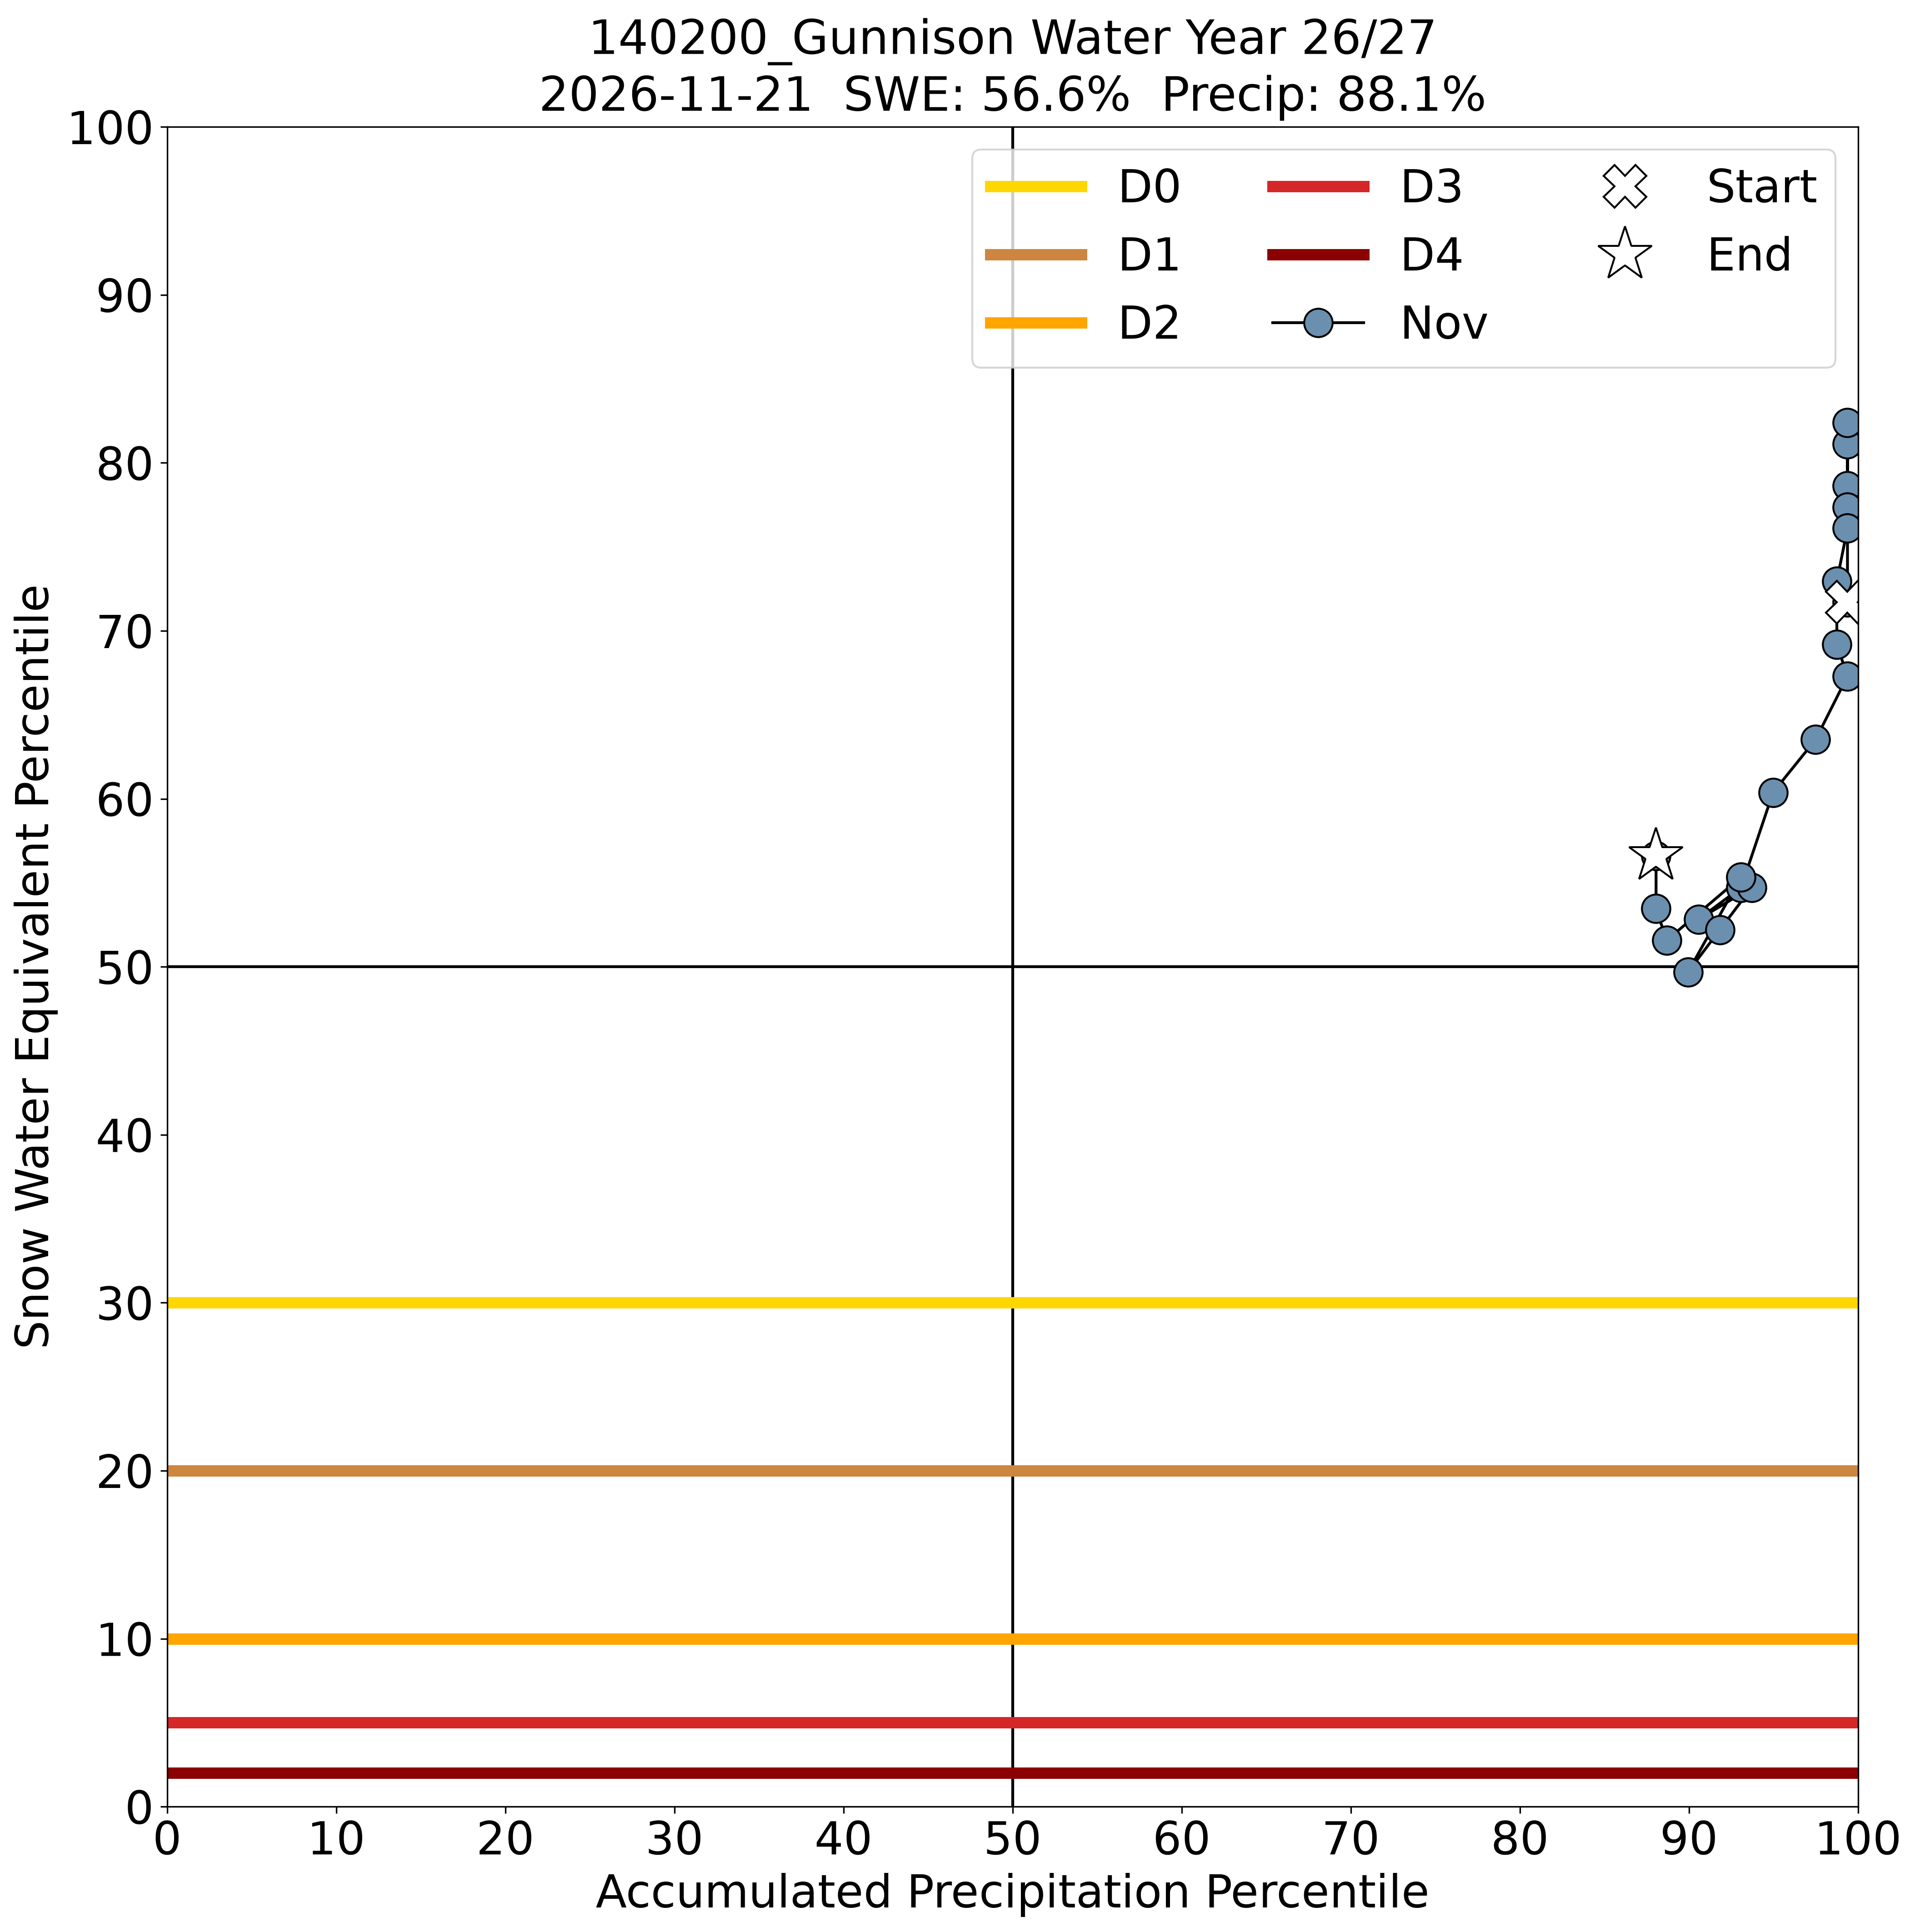 140200_Gunnison Water Year 26/27
2026-11-21 SWE: 56.6% Precip: 88.1%
100
90
80
70
60
50
40
30
20
10
0
Snow Water Equivalent Percentile
D0
D1
D2
D3
D4
Nov
Start
End
0 10 20 30 40 50 60 70 80 90 100
Accumulated Precipitation Percentile